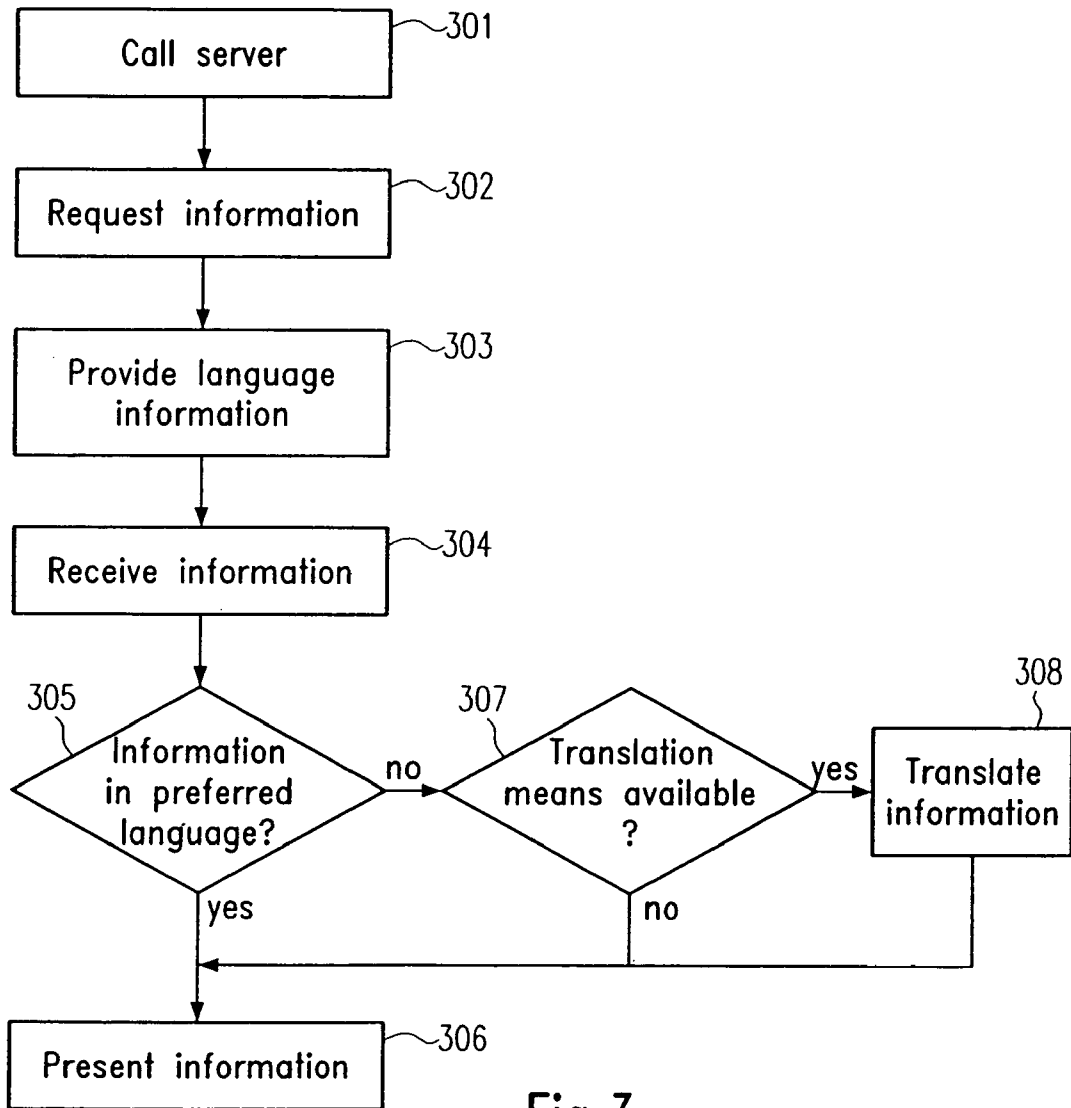 301
Call server
302
Request information
303
Provide language
information
304
Receive information
305
Information
in preferred
language?
no
yes
307
Translation
means available
?
yes
no
308
Translate
information
306
Present information
Fig